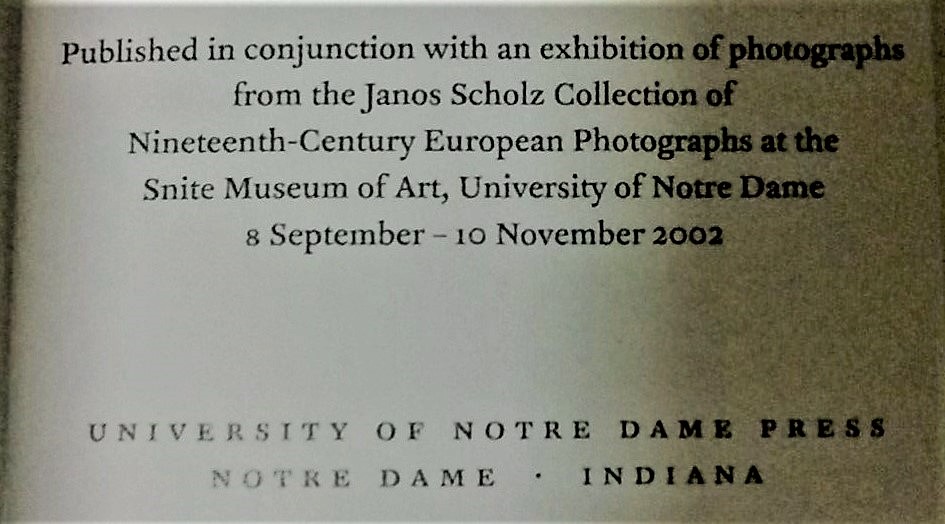 Published in conjunction with an exhibition of photographs
from the Janos Scholz Collection of
Nineteenth-Century European Photographs at the
Snite Museum of Art, University of Notre Dame
8 September – 10 November 2002
UNIVERSITY OF NOTRE DAME PRESS
NOTRE DAME · INDIANA